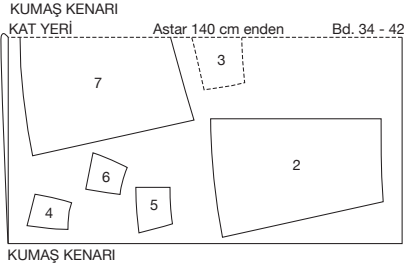 KUMAŞ KENARI
KAT YERİ Astar 140 cm enden Bd. 34 - 42
3
7
2
6
5
4
KUMAŞ KENARI